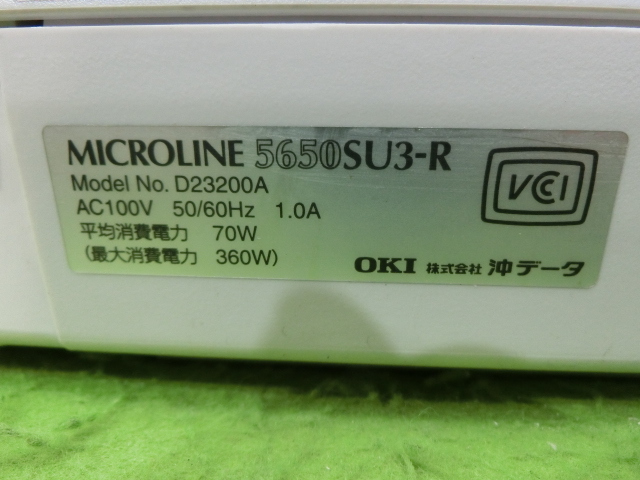 MICROLINE 5650SU3-R
Model No. D23200A
AC100V 50/60Hz 1.0A
平均消費電力 70W
(最大消費電力 360W)
VCCI
OKI 株式会社 沖データ